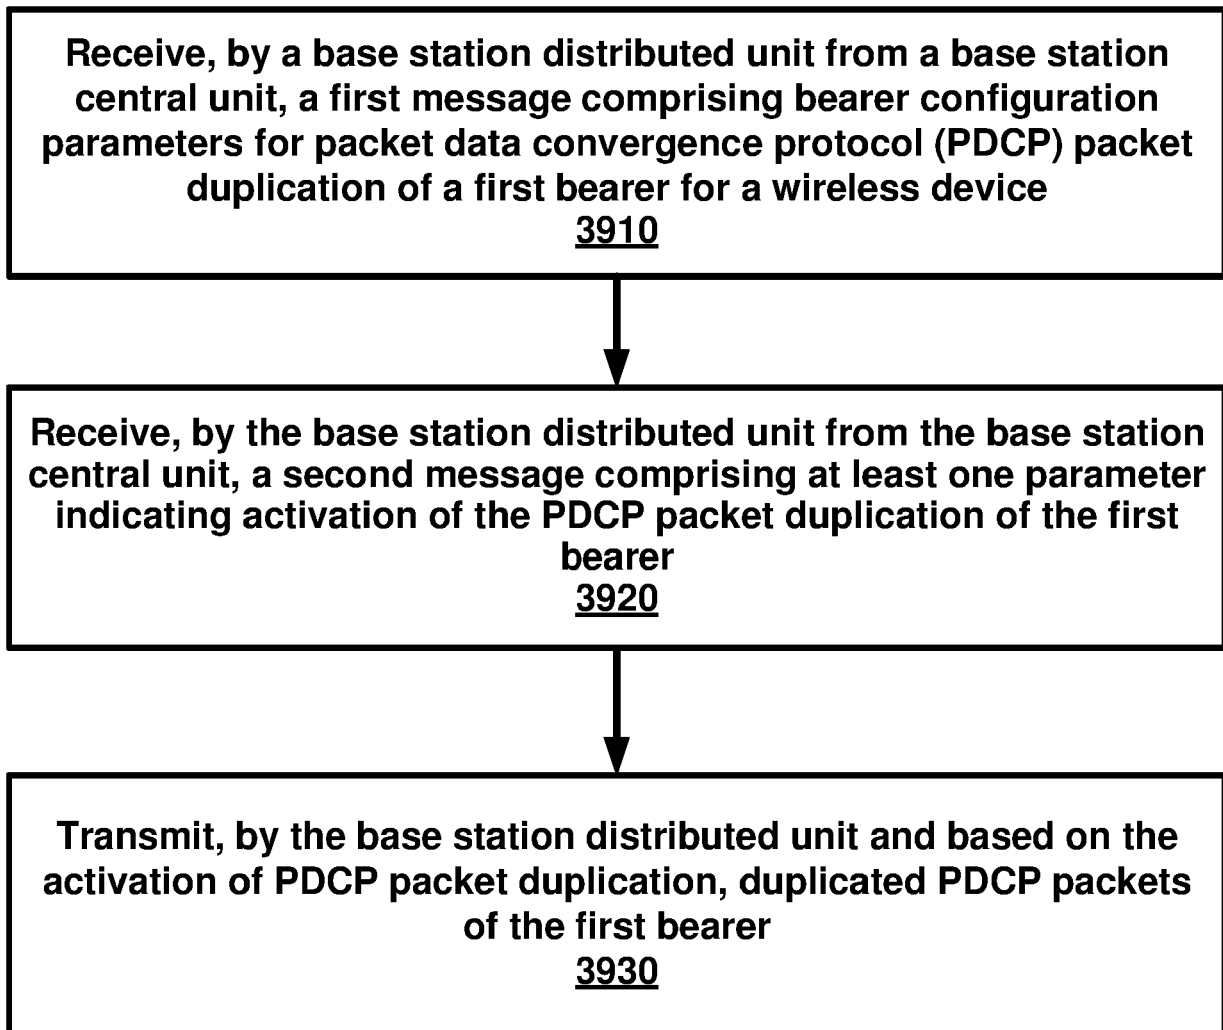 Receive, by a base station distributed unit from a base station
central unit, a first message comprising bearer configuration
parameters for packet data convergence protocol (PDCP) packet
duplication of a first bearer for a wireless device
3910
Receive, by the base station distributed unit from the base station
central unit, a second message comprising at least one parameter
indicating activation of the PDCP packet duplication of the first
bearer
3920
Transmit, by the base station distributed unit and based on the
activation of PDCP packet duplication, duplicated PDCP packets
of the first bearer
3930